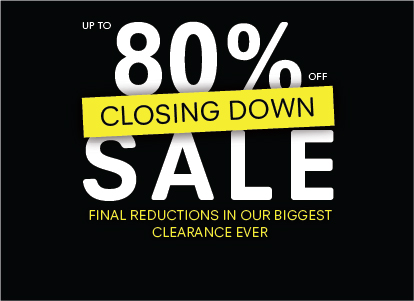 UP TO
80%
OFF
CLOSING DOWN
SALE
FINAL REDUCTIONS IN OUR BIGGEST
CLEARANCE EVER